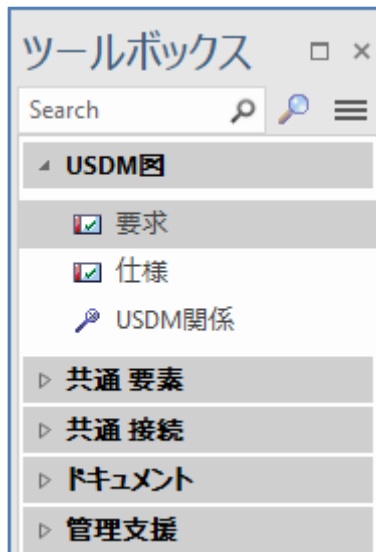 ツールボックス
Search
USDM図
要求
仕様
USDM関係
共通 要素
共通 接続
ドキュメント
管理支援